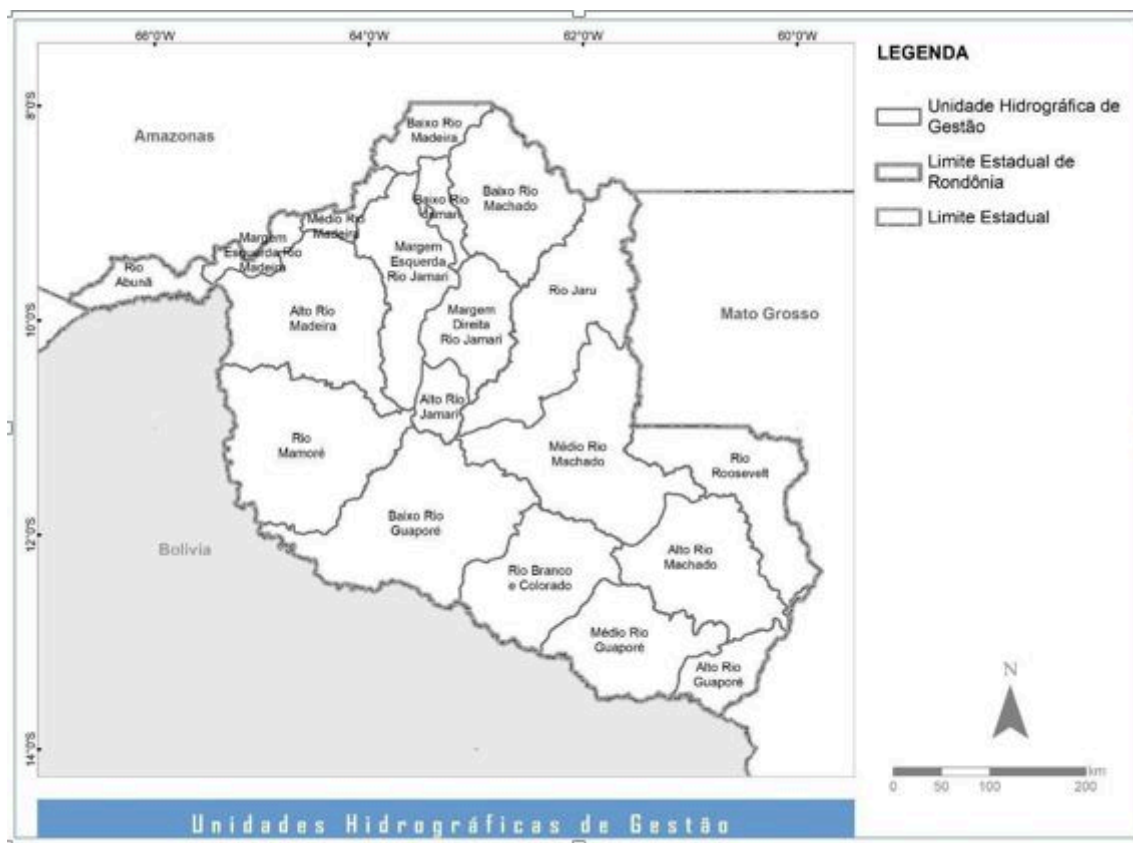 66°0'W
64°0'W
62°0'W
60°0'W
8°0'S
10°0'S
12°0'S
14°0'S
Amazonas
Baixo Rio
Madeira
Baixo Rio
Machado
Baixo Rio
Jamari
Médio Rio
Madeira
Margem
Esquerda Rio
Madeira
Rio
Abunã
Margem
Esquerda
Rio Jamari
Rio Jaru
Alto Rio
Madeira
Margem
Direita
Rio Jamari
Mato Grosso
Alto Rio
Jamari
Rio
Mamoré
Médio Rio
Machado
Rio
Roosevelt
Baixo Rio
Guaporé
Bolívia
Alto Rio
Machado
Rio Branco
e Colorado
Médio Rio
Guaporé
Alto Rio
Guaporé
LEGENDA
Unidade Hidrográfica de
Gestão
Limite Estadual de
Rondônia
Limite Estadual
N
km
0 50 100 200
Unidades Hidrográficas de Gestão